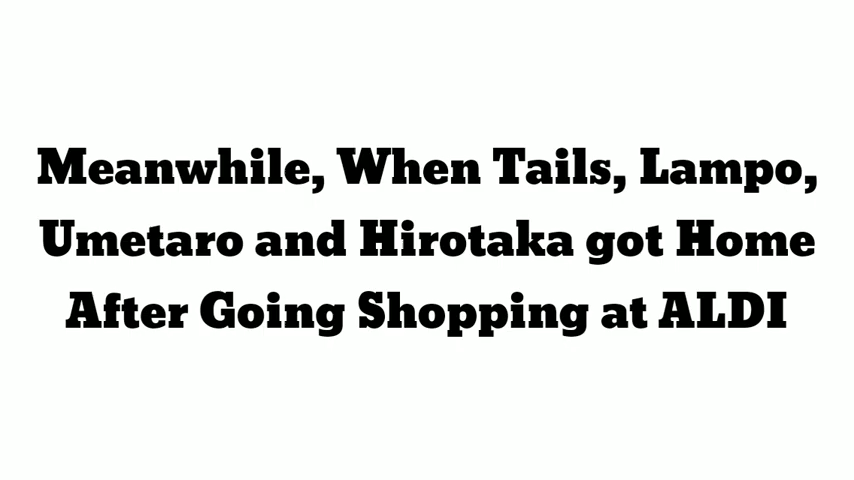 Meanwhile, When Tails, Lampo,
Umetaro and Hirotaka got Home
After Going Shopping at ALDI